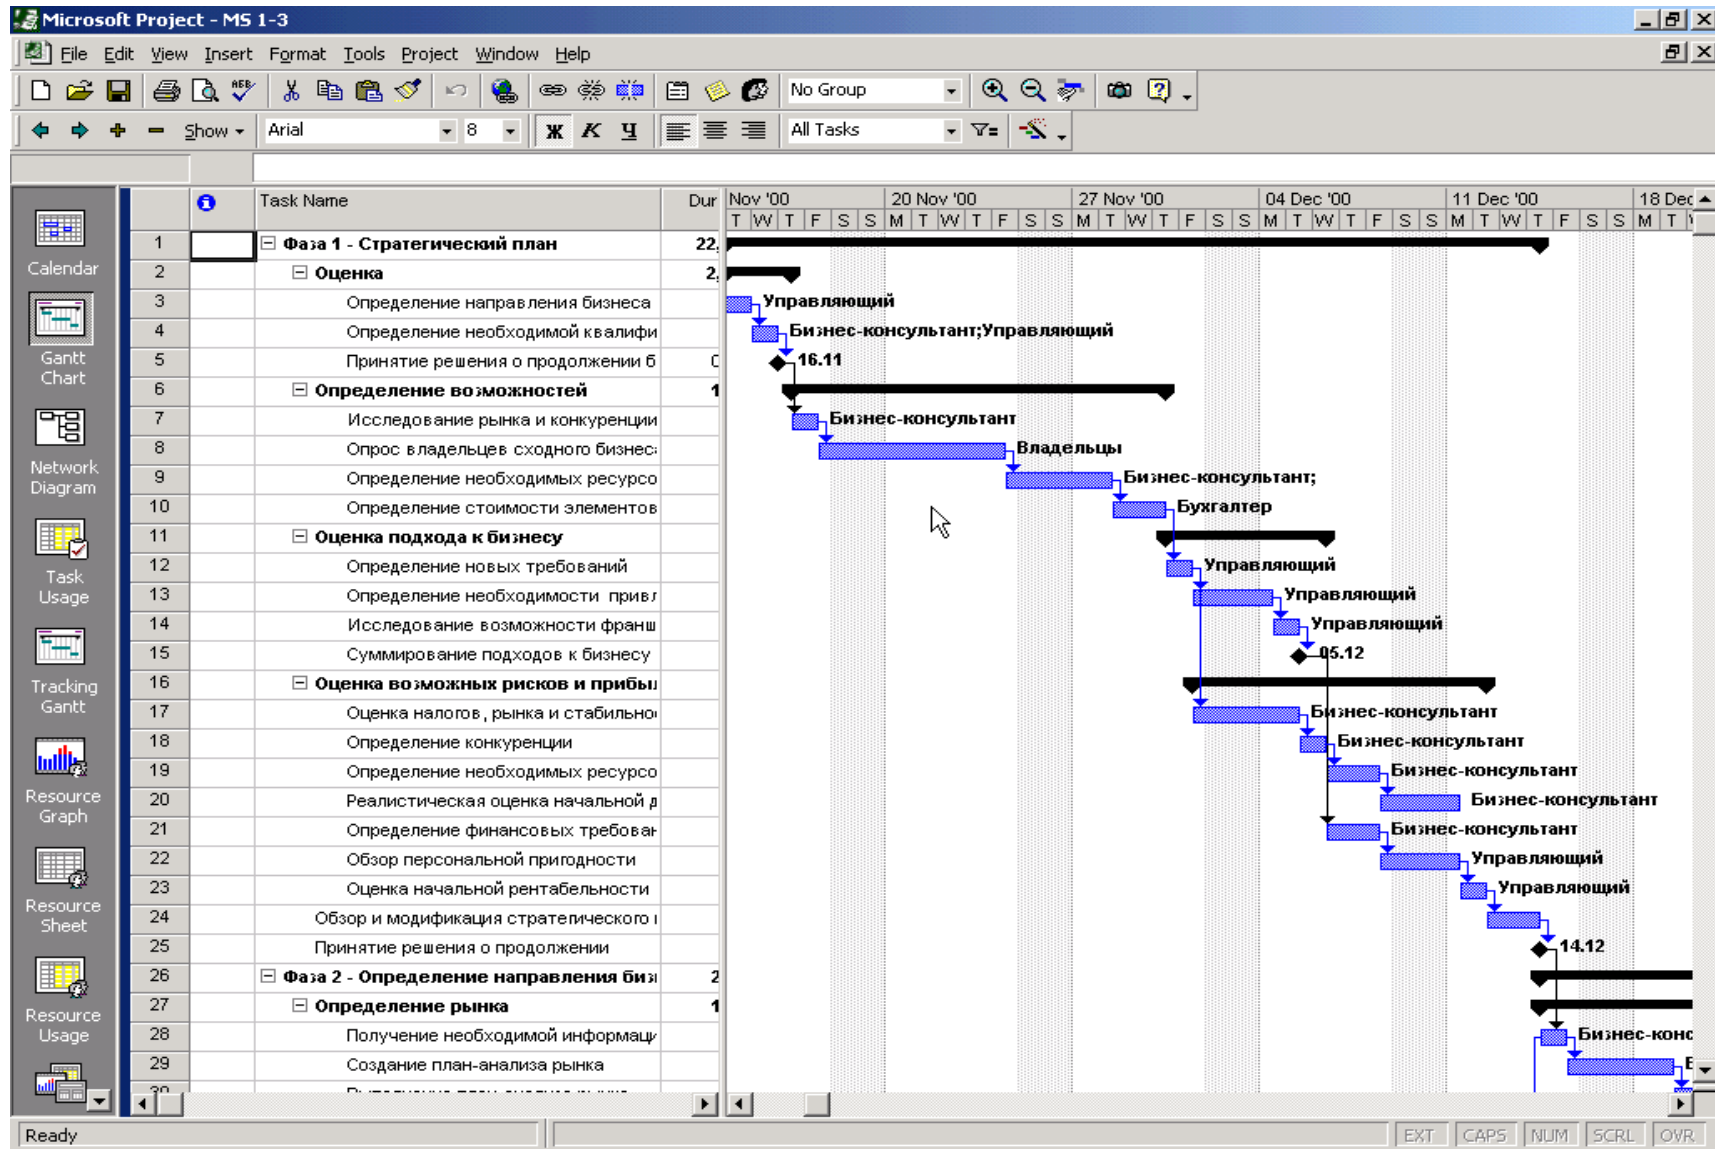 Microsoft Project - MS 1-3
File Edit View Insert Format Tools Project Window Help
No Group
Show Arial 8 Ж К Ч All Tasks
Task Name Dur Nov '00 20 Nov '00 27 Nov '00 04 Dec '00 11 Dec '00 18 Dec
T W T F S S M T W T F S S M T W T F S S M T W T F S S M T W T F S S M T
1 Фаза 1 - Стратегический план 22,
Calendar
2 Оценка 2,
3 Определение направления бизнеса Управляющий
4 Определение необходимой квалифи Бизнес-консультант;Управляющий
Gantt Chart
5 Принятие решения о продолжении б 16.11
6 Определение возможностей 1
7 Исследование рынка и конкуренции Бизнес-консультант
8 Опрос владельцев сходного бизнес Владельцы
Network Diagram
9 Определение необходимых ресурсо Бизнес-консультант;
10 Определение стоимости элементов Бухгалтер
11 Оценка подхода к бизнесу
12 Определение новых требований Управляющий
Task Usage
13 Определение необходимости привл Управляющий
14 Исследование возможности франш Управляющий
15 Суммирование подходов к бизнесу 05.12
16 Оценка возможных рисков и прибы
Tracking Gantt
17 Оценка налогов, рынка и стабильно Бизнес-консультант
18 Определение конкуренции Бизнес-консультант
19 Определение необходимых ресурсо Бизнес-консультант
20 Реалистическая оценка начальной д Бизнес-консультант
Resource Graph
21 Определение финансовых требован Бизнес-консультант
22 Обзор персональной пригодности Управляющий
23 Оценка начальной рентабельности Управляющий
Resource Sheet
24 Обзор и модификация стратегического
25 Принятие решения о продолжении 14.12
26 Фаза 2 - Определение направления биз 2
27 Определение рынка 1
Resource Usage
28 Получение необходимой информаци Бизнес-конс
29 Создание план-анализа рынка
Ready EXT CAPS NUM SCRL OVR